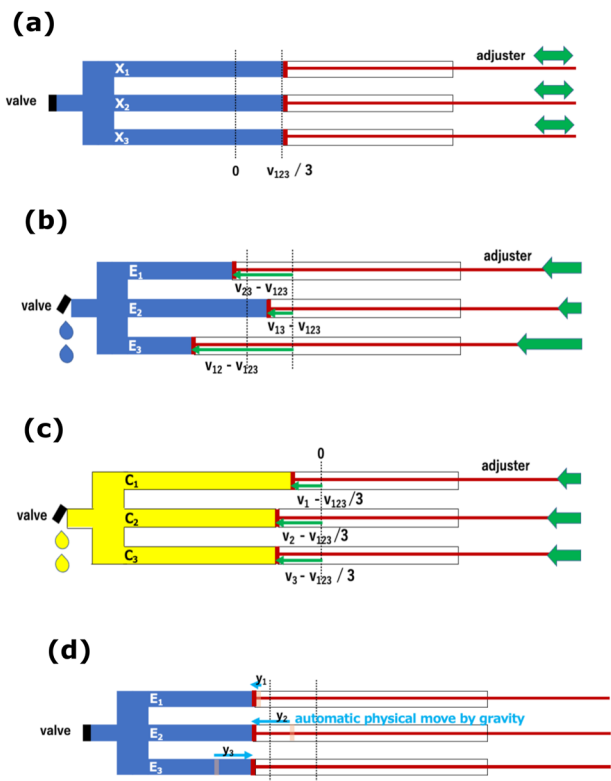 (a)
adjuster
X₁
valve
X₂
X₃
0
v₁₂₃ / 3
(b)
adjuster
E₁
v₂₃ - v₁₂₃
valve
E₂
v₁₃ - v₁₂₃
E₃
v₁₂ - v₁₂₃
(c)
0
adjuster
C₁
v₁ - v₁₂₃/3
valve
C₂
v₂ - v₁₂₃/3
C₃
v₃ - v₁₂₃ / 3
(d)
y₁
E₁
y₂ automatic physical move by gravity
valve
E₂
y₃
E₃